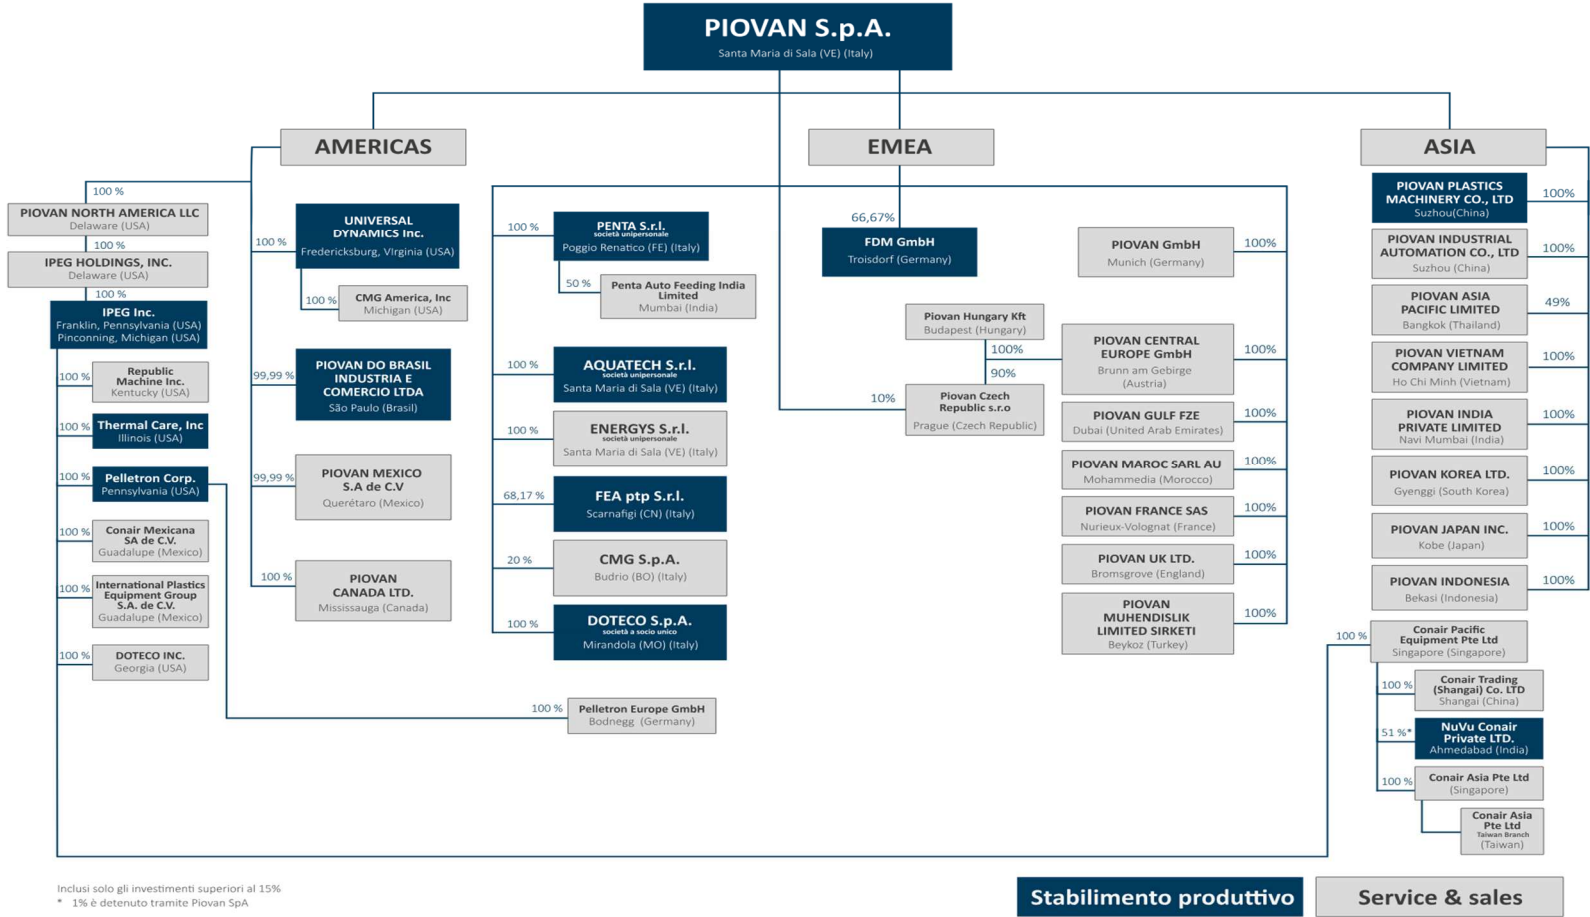 PIOVAN S.p.A.
Santa Maria di Sala (VE) (Italy)
AMERICAS
EMEA
ASIA
100 %
PIOVAN NORTH AMERICA LLC
Delaware (USA)
100 %
IPEG HOLDINGS, INC.
Delaware (USA)
100 %
IPEG Inc.
Franklin, Pennsylvania (USA)
Pinconning, Michigan (USA)
100 %
Republic
Machine Inc.
Kentucky (USA)
100 %
Thermal Care, Inc
Illinois (USA)
100 %
Pelletron Corp.
Pennsylvania (USA)
100 %
Conair Mexicana
SA de C.V.
Guadalupe (Mexico)
100 %
International Plastics
Equipment Group
S.A. de C.V.
Guadalupe (Mexico)
100 %
DOTECO INC.
Georgia (USA)
100 %
UNIVERSAL
DYNAMICS Inc.
Fredericksburg, VIrginia (USA)
100 %
CMG America, Inc
Michigan (USA)
99,99 %
PIOVAN DO BRASIL
INDUSTRIA E
COMERCIO LTDA
São Paulo (Brasil)
99,99 %
PIOVAN MEXICO
S.A de C.V
Querétaro (Mexico)
100 %
PIOVAN
CANADA LTD.
Mississauga (Canada)
100 %
PENTA S.r.l.
società unipersonale
Poggio Renatico (FE) (Italy)
50 %
Penta Auto Feeding India
Limited
Mumbai (India)
100 %
AQUATECH S.r.l.
società unipersonale
Santa Maria di Sala (VE) (Italy)
100 %
ENERGYS S.r.l.
società unipersonale
Santa Maria di Sala (VE) (Italy)
68,17 %
FEA ptp S.r.l.
Scarnafigi (CN) (Italy)
20 %
CMG S.p.A.
Budrio (BO) (Italy)
100 %
DOTECO S.p.A.
società a socio unico
Mirandola (MO) (Italy)
100 %
Pelletron Europe GmbH
Bodnegg (Germany)
66,67%
FDM GmbH
Troisdorf (Germany)
PIOVAN GmbH
Munich (Germany)
100%
Piovan Hungary Kft
Budapest (Hungary)
100%
90%
10%
Piovan Czech
Republic s.r.o
Prague (Czech Republic)
PIOVAN CENTRAL
EUROPE GmbH
Brunn am Gebirge
(Austria)
100%
PIOVAN GULF FZE
Dubai (United Arab Emirates)
100%
PIOVAN MAROC SARL AU
Mohammedia (Morocco)
100%
PIOVAN FRANCE SAS
Nurieux-Volognat (France)
100%
PIOVAN UK LTD.
Bromsgrove (England)
100%
PIOVAN
MUHENDISLIK
LIMITED SIRKETI
Beykoz (Turkey)
100%
PIOVAN PLASTICS
MACHINERY CO., LTD
Suzhou(China)
100%
PIOVAN INDUSTRIAL
AUTOMATION CO., LTD
Suzhou (China)
100%
PIOVAN ASIA
PACIFIC LIMITED
Bangkok (Thailand)
49%
PIOVAN VIETNAM
COMPANY LIMITED
Ho Chi Minh (Vietnam)
100%
PIOVAN INDIA
PRIVATE LIMITED
Navi Mumbai (India)
100%
PIOVAN KOREA LTD.
Gyenggi (South Korea)
100%
PIOVAN JAPAN INC.
Kobe (Japan)
100%
PIOVAN INDONESIA
Bekasi (Indonesia)
100%
100 %
Conair Pacific
Equipment Pte Ltd
Singapore (Singapore)
100 %
Conair Trading
(Shangai) Co. LTD
Shangai (China)
51 %*
NuVu Conair
Private LTD.
Ahmedabad (India)
100 %
Conair Asia Pte Ltd
(Singapore)
Conair Asia
Pte Ltd
Taiwan Branch
(Taiwan)
Inclusi solo gli investimenti superiori al 15%
* 1% è detenuto tramite Piovan SpA
Stabilimento produttivo
Service & sales